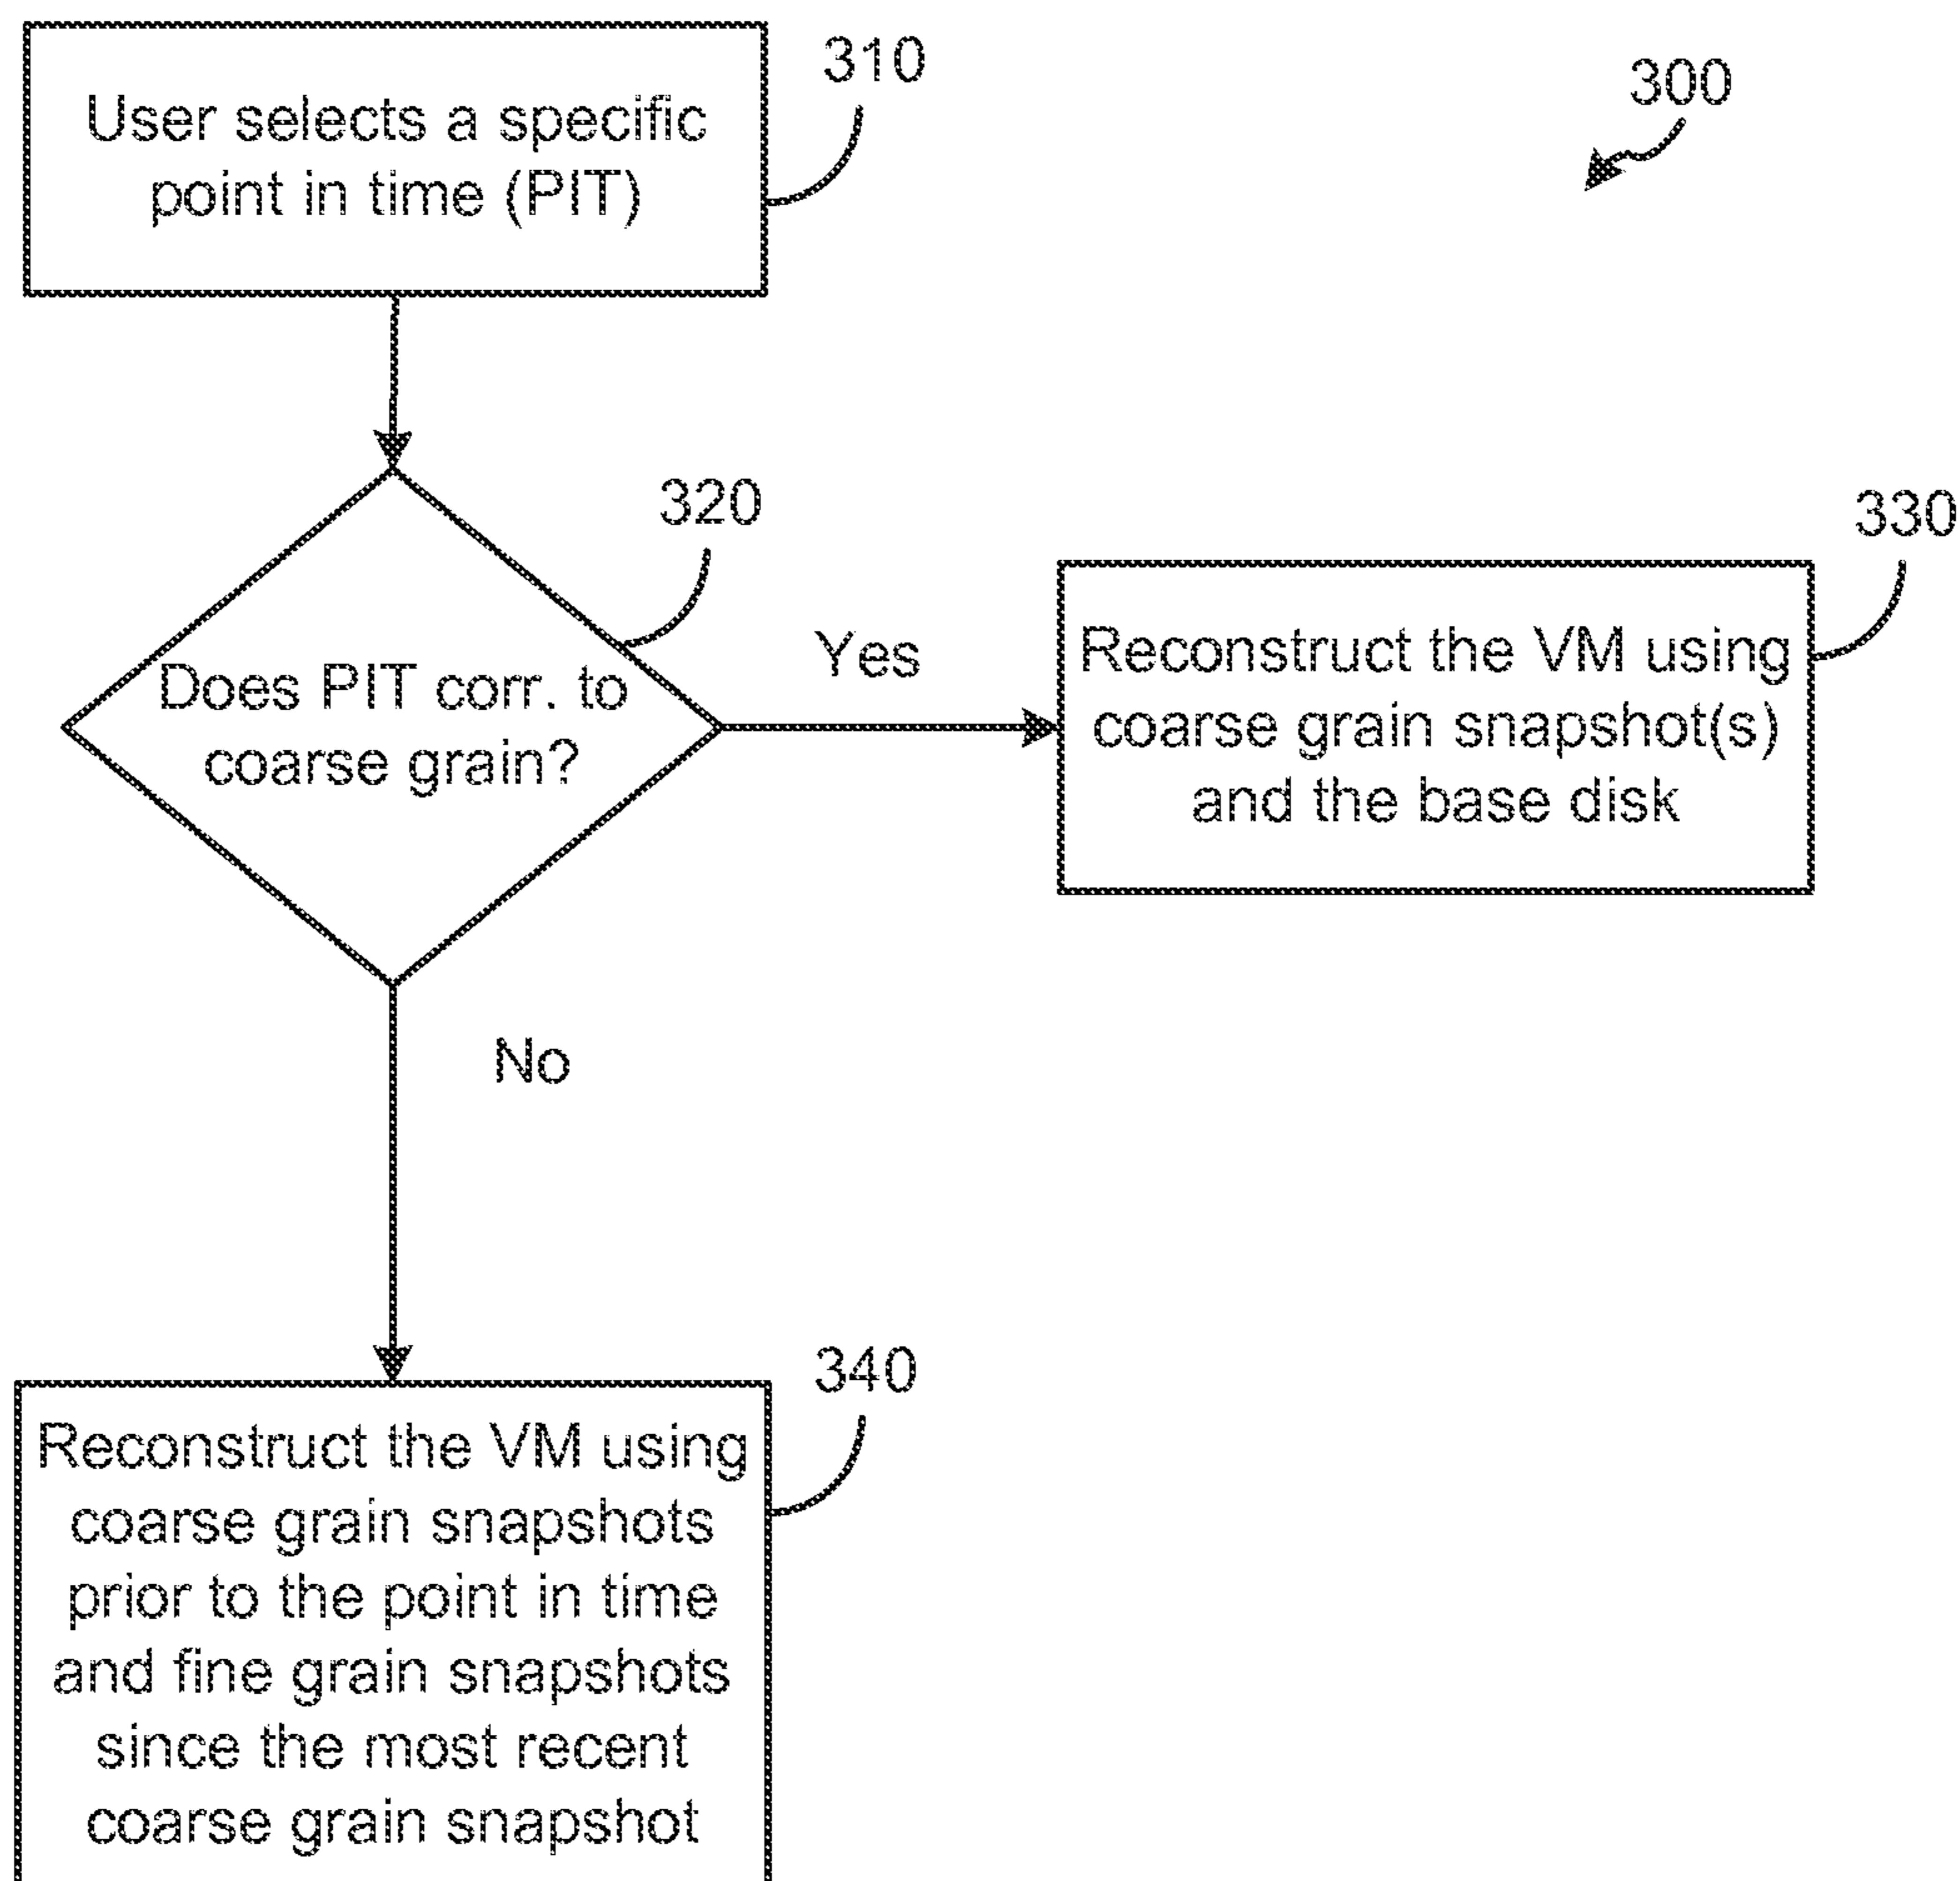 310
300
User selects a specific
point in time (PIT)
320
330
Does PIT corr. to
coarse grain?
Yes
Reconstruct the VM using
coarse grain snapshot(s)
and the base disk
No
340
Reconstruct the VM using
coarse grain snapshots
prior to the point in time
and fine grain snapshots
since the most recent
coarse grain snapshot